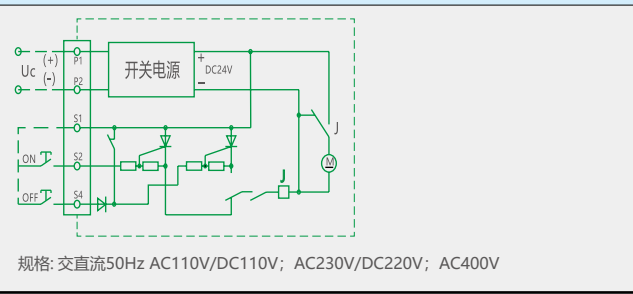 (+)
P1
Uc
(-)
P2
开关电源
+
DC24V
-
S1
J
ON
S2
M
J
OFF
S4
规格: 交直流50Hz AC110V/DC110V；AC230V/DC220V；AC400V